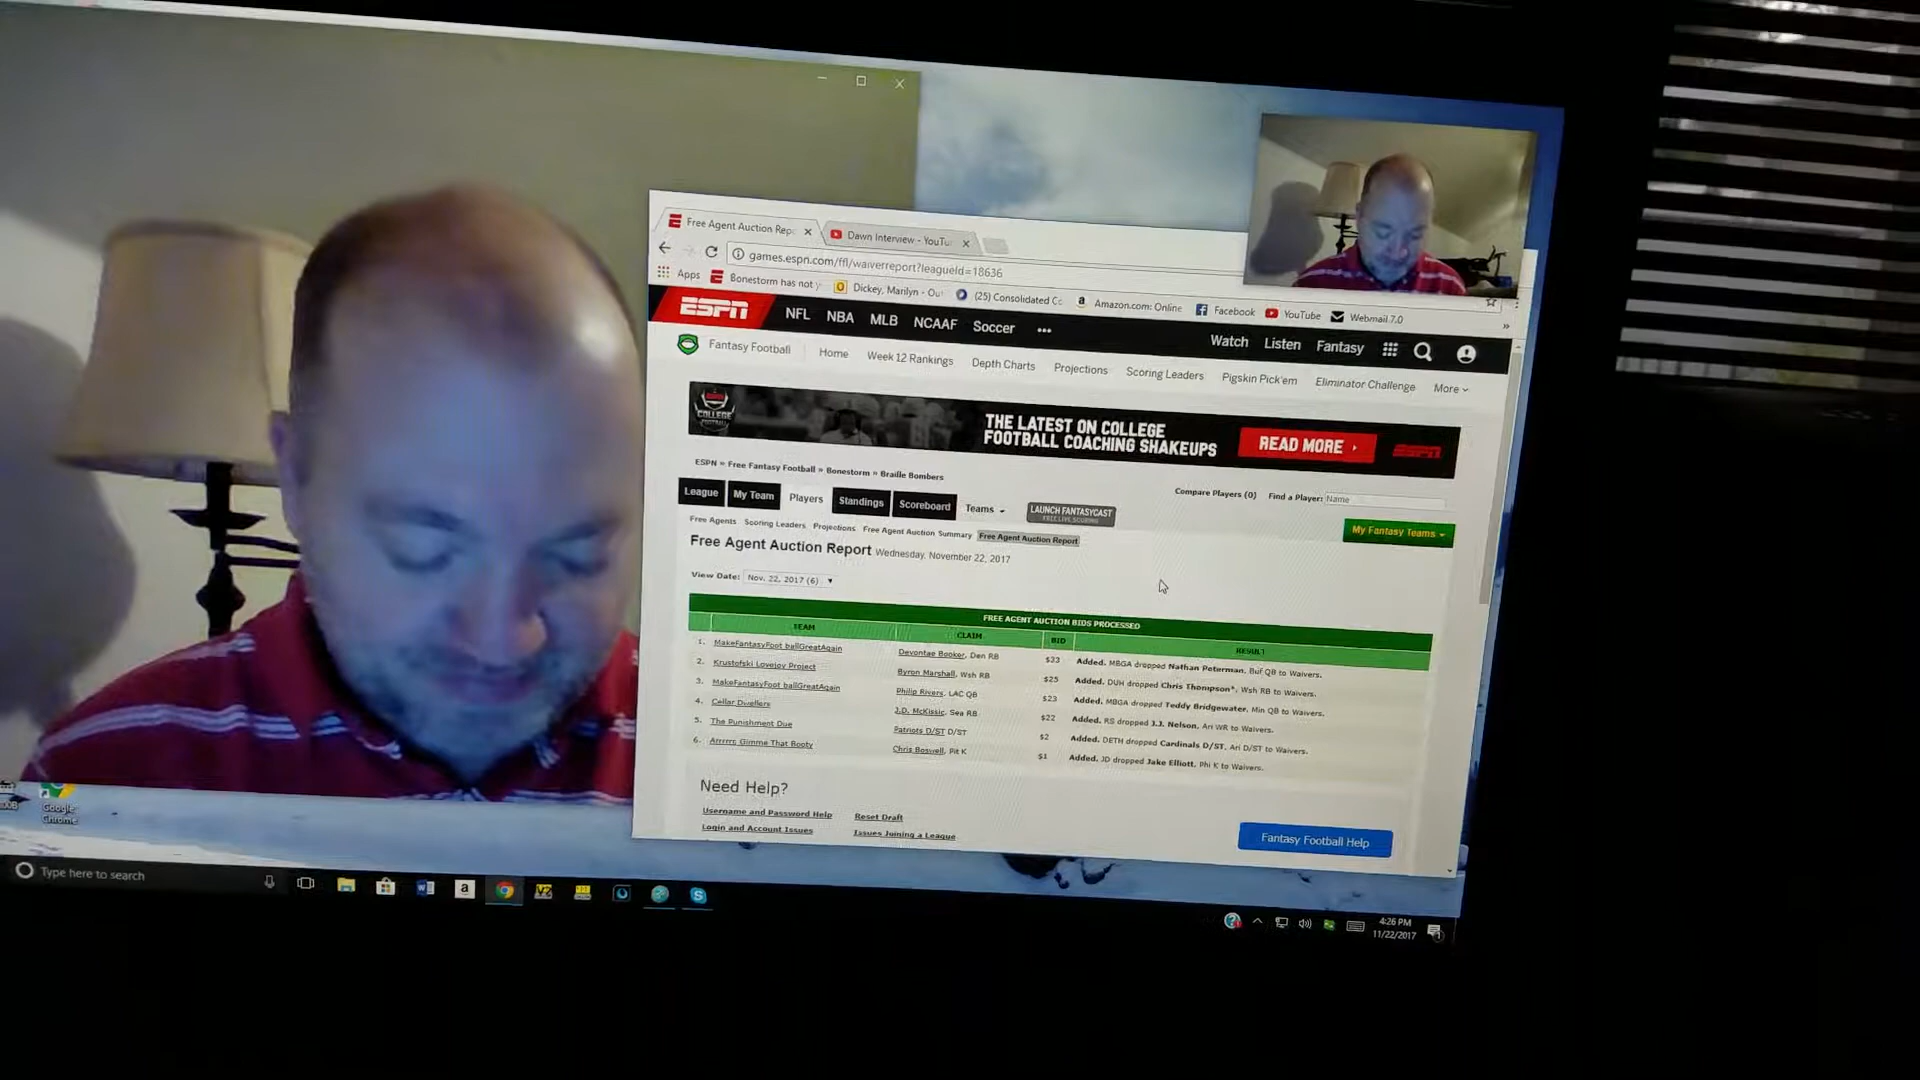 Free Agent Auction Rep
Dawn Interview - YouTu
games.espn.com/ffl/waiverreport?leagueId=18636
Apps
Bonestorm has not y
Dickey, Marilyn - Ou
(25) Consolidated Co
Amazon.com: Online
Facebook
YouTube
Webmail 7.0
ESPN
NFL NBA MLB NCAAF Soccer ...
Watch Listen Fantasy
Fantasy Football Home Week 12 Rankings Depth Charts Projections Scoring Leaders Pigskin Pick'em Eliminator Challenge More
COLLEGE FOOTBALL
THE LATEST ON COLLEGE
FOOTBALL COACHING SHAKEUPS
READ MORE
ESPN
ESPN » Free Fantasy Football » Bonestorm » Braille Bombers
Compare Players (0) Find a Player: Name
League My Team Players Standings Scoreboard Teams
LAUNCH FANTASYCAST
FREE LIVE SCORING
My Fantasy Teams
Free Agents Scoring Leaders Projections Free Agent Auction Summary Free Agent Auction Report
Free Agent Auction Report Wednesday, November 22, 2017
View Date: Nov. 22, 2017 (6)
FREE AGENT AUCTION BIDS PROCESSED
TEAM CLAIM BID RESULT
1. MakeFantasyFoot ballGreatAgain Devontae Booker, Den RB $33 Added. MBGA dropped Nathan Peterman, Buf QB to Waivers.
2. Krustofski Lovejoy Project Byron Marshall, Wsh RB $25 Added. DUH dropped Chris Thompson*, Wsh RB to Waivers.
3. MakeFantasyFoot ballGreatAgain Philip Rivers, LAC QB $23 Added. MBGA dropped Teddy Bridgewater, Min QB to Waivers.
4. Cellar Dwellers J.D. McKissic, Sea RB $22 Added. RS dropped J.J. Nelson, Ari WR to Waivers.
5. The Punishment Due Patriots D/ST D/ST $2 Added. DETH dropped Cardinals D/ST, Ari D/ST to Waivers.
6. Arrrrrr Gimme That Booty Chris Boswell, Pit K $1 Added. JD dropped Jake Elliott, Phi K to Waivers.
Need Help?
Username and Password Help Reset Draft
Login and Account Issues Issues Joining a League
Fantasy Football Help
Google
Chrome
Type here to search
4:26 PM
11/22/2017